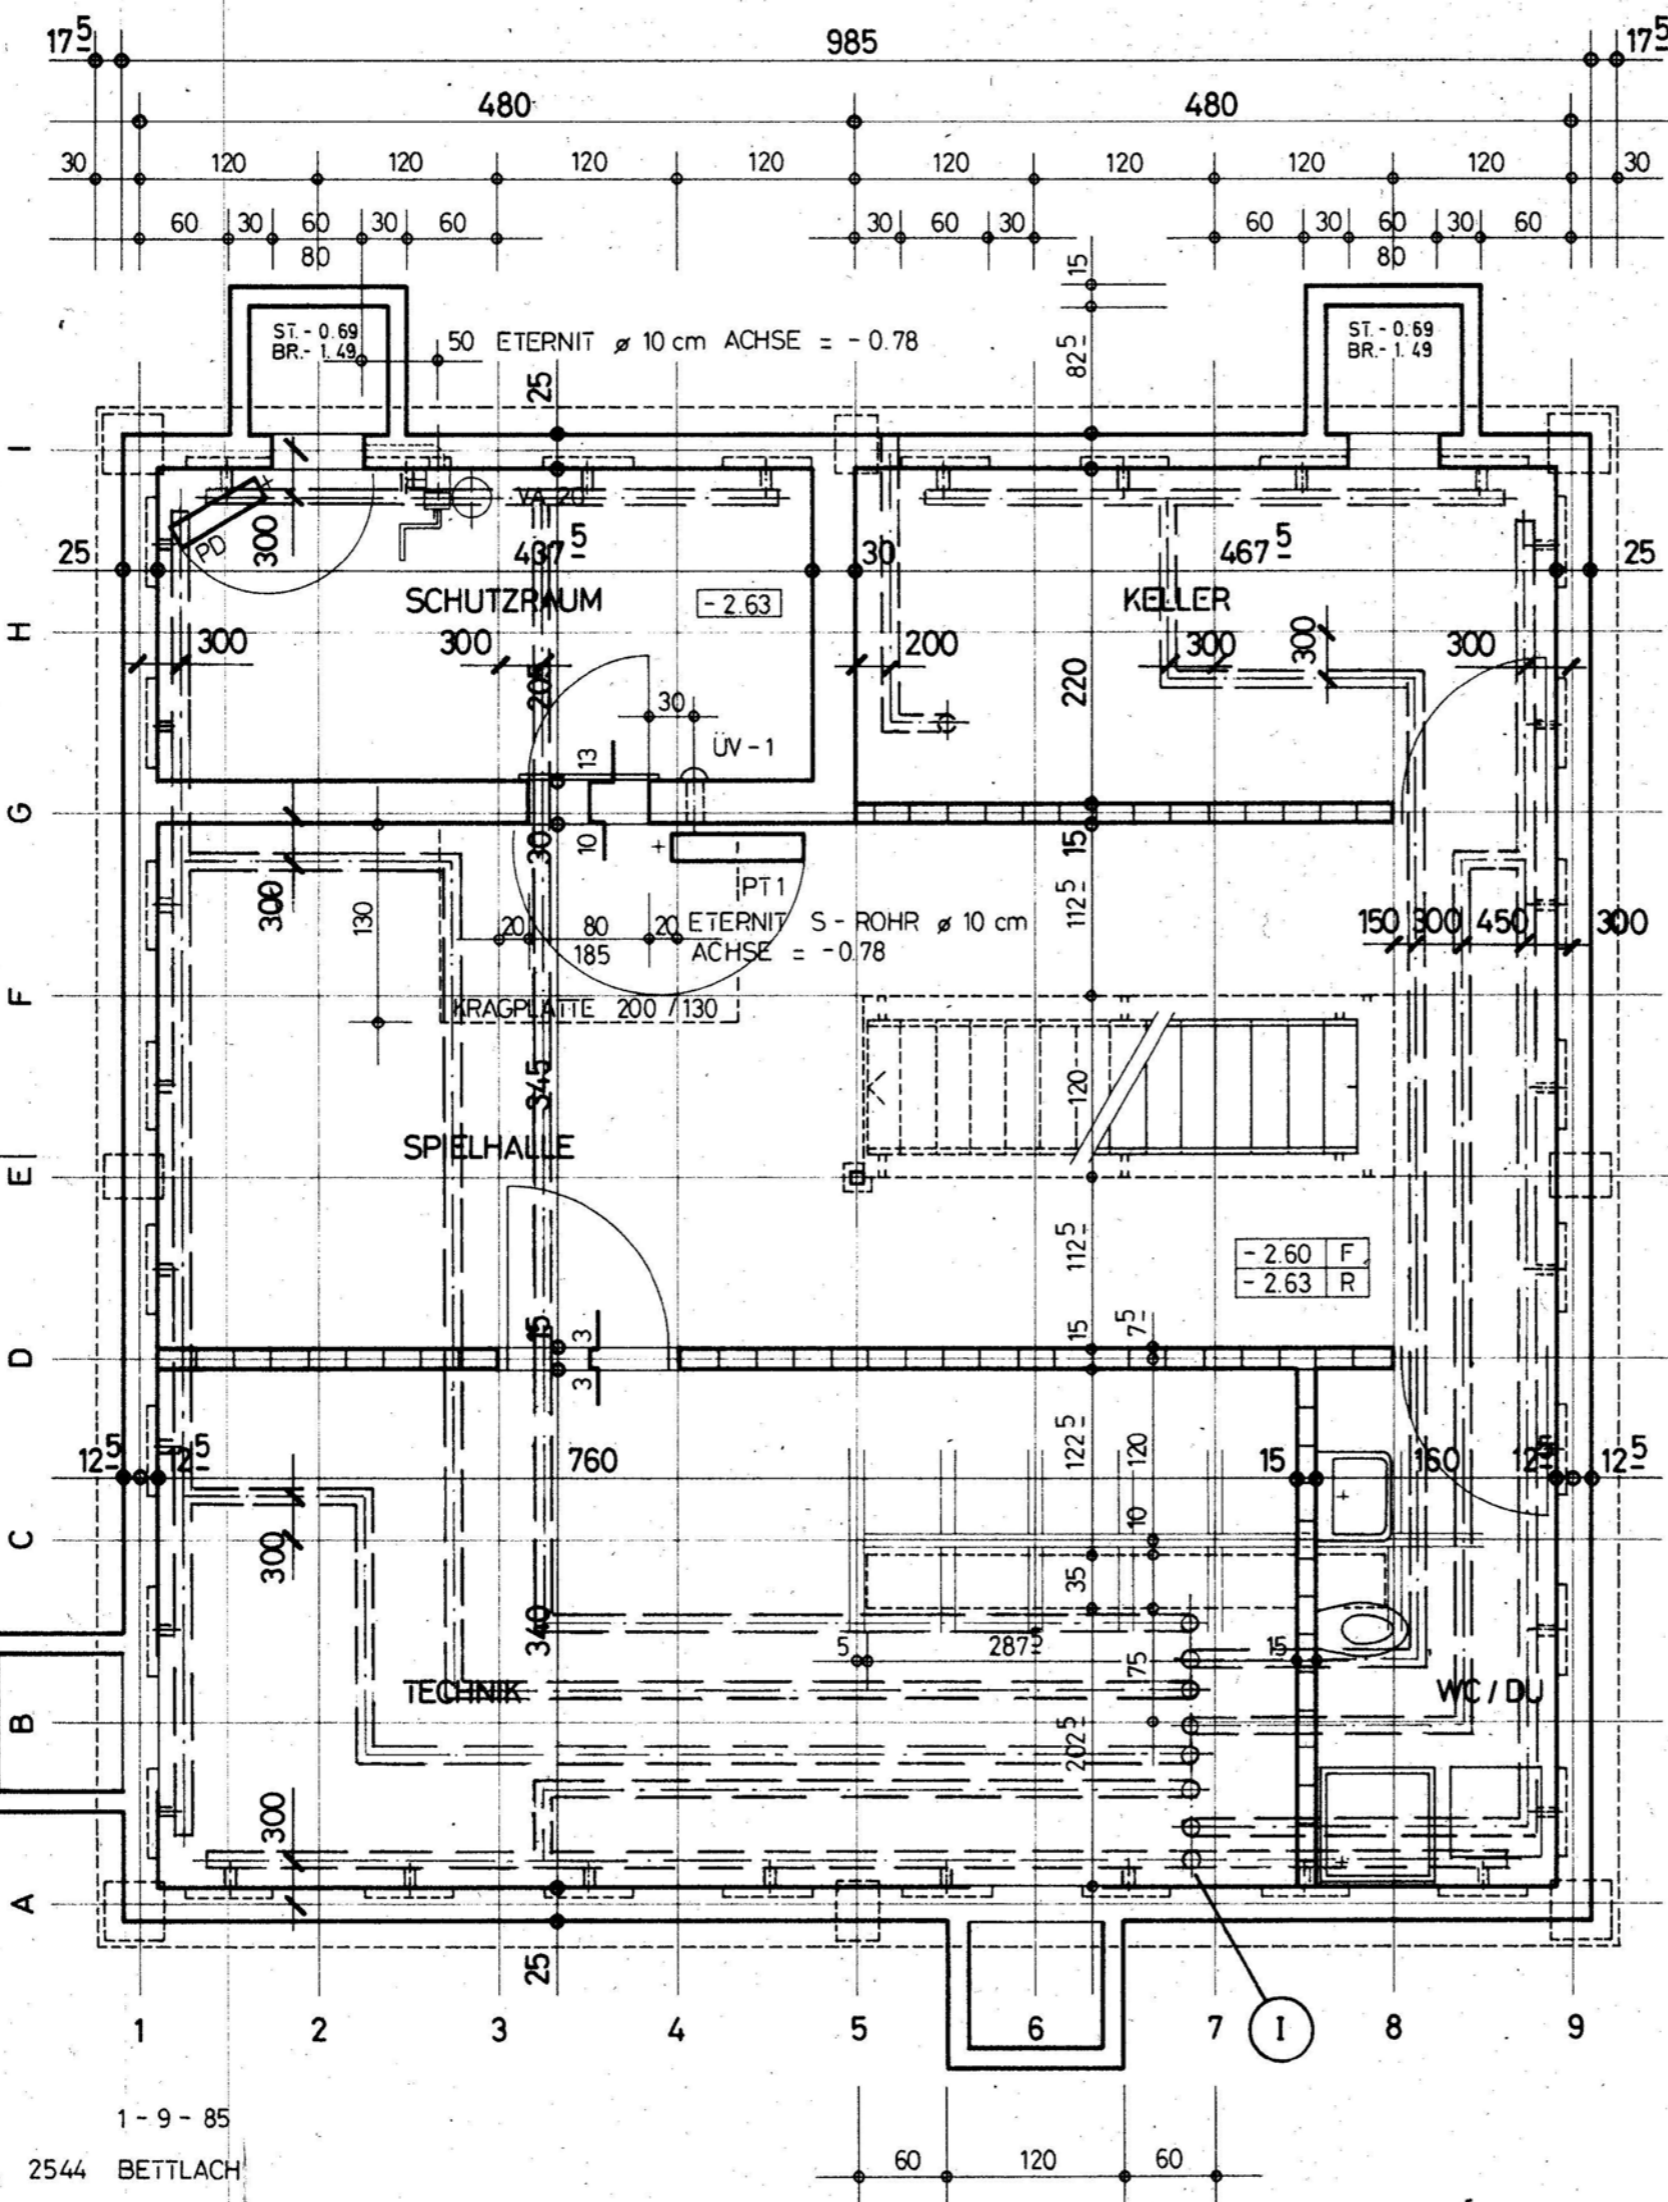 17⁵ 985 17⁵
480 480
30 120 120 120 120 120 120 120 120 30
60 30 60 30 60 30 60 30 60 30 60 30 60
80 80
15
ST. - 0.69
BR. - 1.49
50 ETERNIT ø 10 cm ACHSE = - 0.78
ST. - 0.69
BR. - 1.49
25 82⁵
I
VA 20
PD 300
25 437⁵ 30 467⁵ 25
SCHUTZRAUM - 2.63 KELLER
H
300 300 200 300 300 300
205 220
30
ÜV - 1
13
G
30 10 15
300 130
PT 1
112⁵
20 80 20 ETERNIT S - ROHR ø 10 cm
185 ACHSE = - 0.78
150 300 450 300
F
KRAGPLATTE 200 / 130
345 120
SPIELHALLE
E
112⁵
- 2.60 F
- 2.63 R
15 3 15 7⁵
D
3
122⁵ 120
12⁵ 12⁵ 760 15 160 12⁵ 12⁵
10
C
300 35
340
5 287⁵ 15
75
TECHNIK WC / DU
B
202⁵
300
A
25
1 2 3 4 5 6 7 I 8 9
1 - 9 - 85
2544 BETTLACH
60 120 60